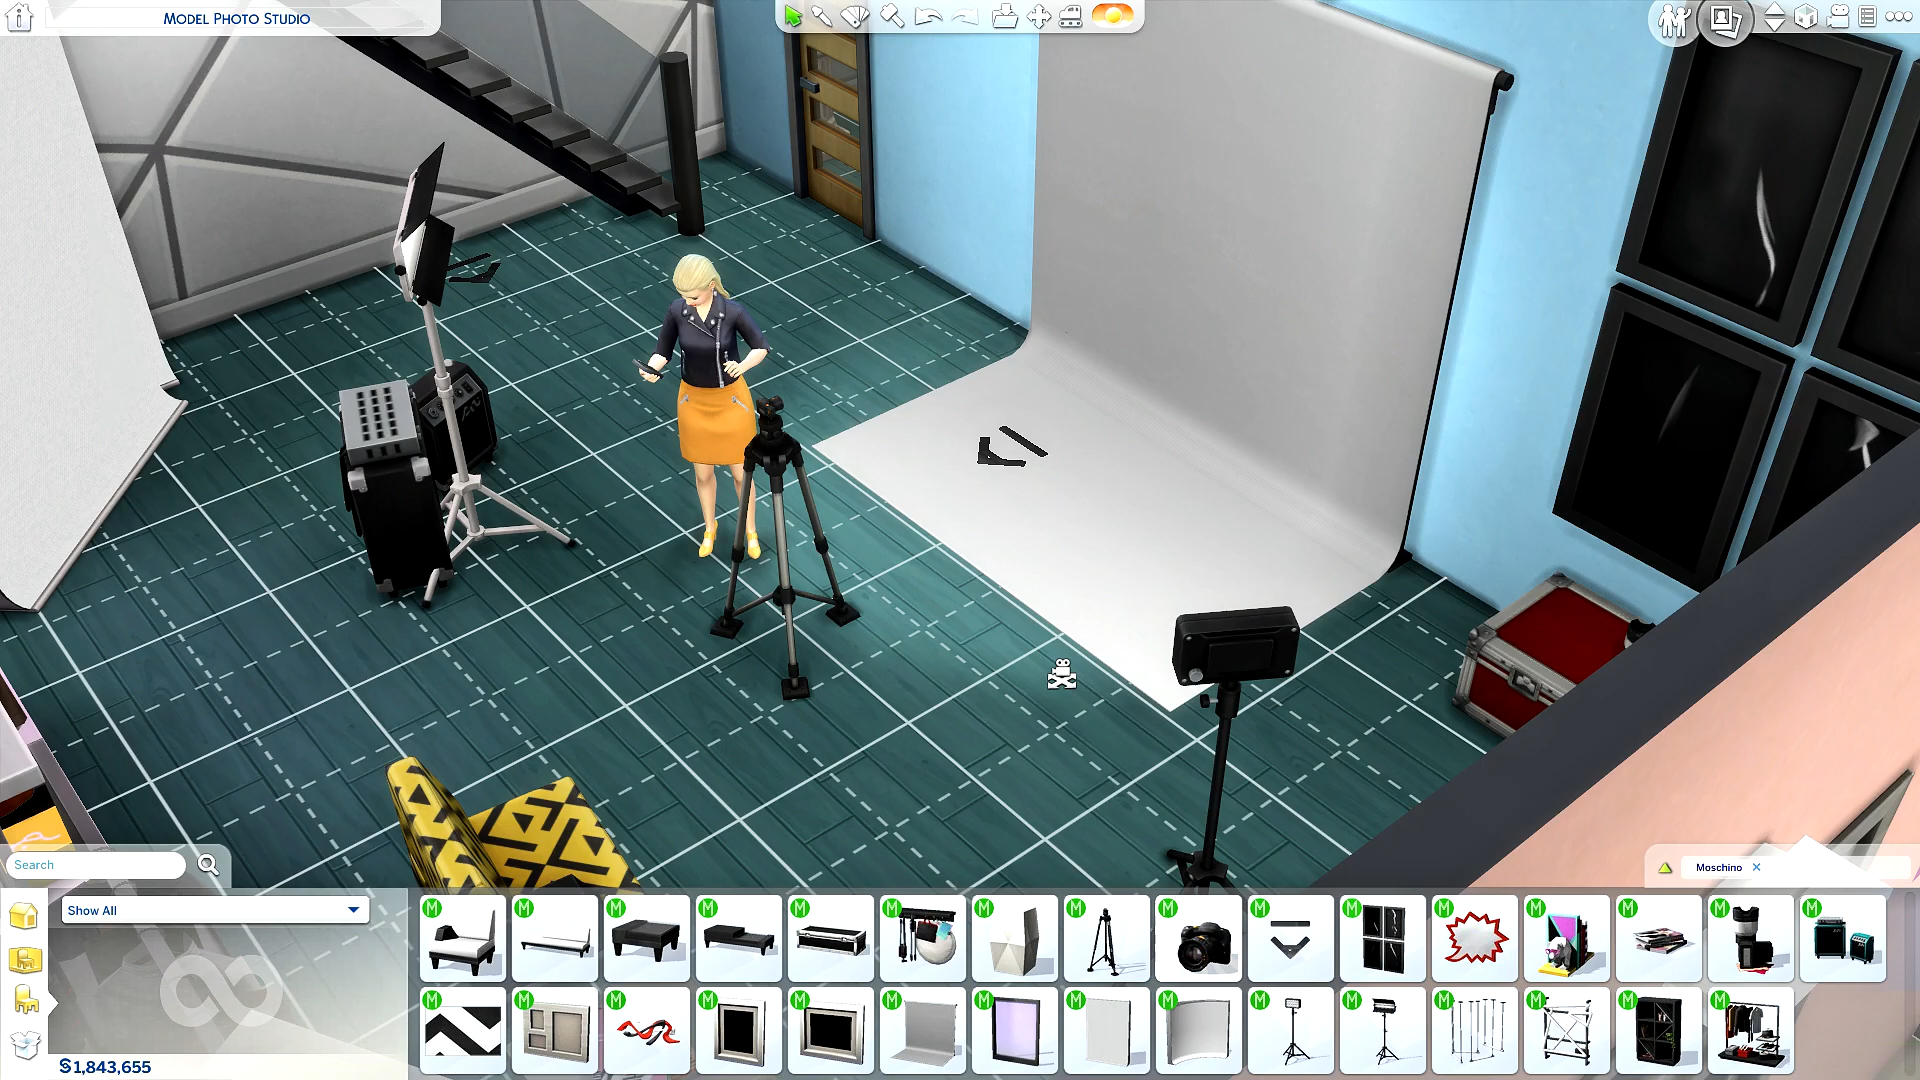 MODEL PHOTO STUDIO
Search
Moschino
Show All
§1,843,655